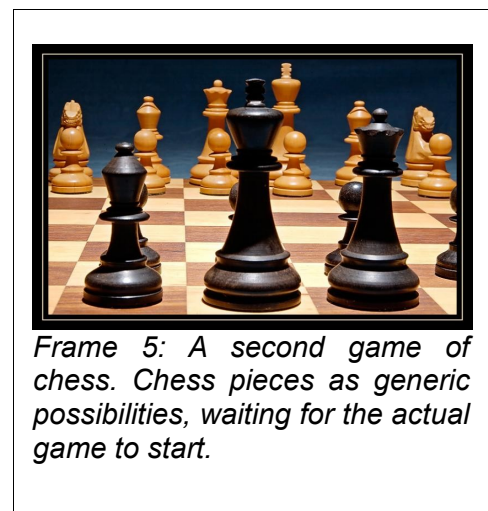 Frame 5: A second game of
chess. Chess pieces as generic
possibilities, waiting for the actual
game to start.